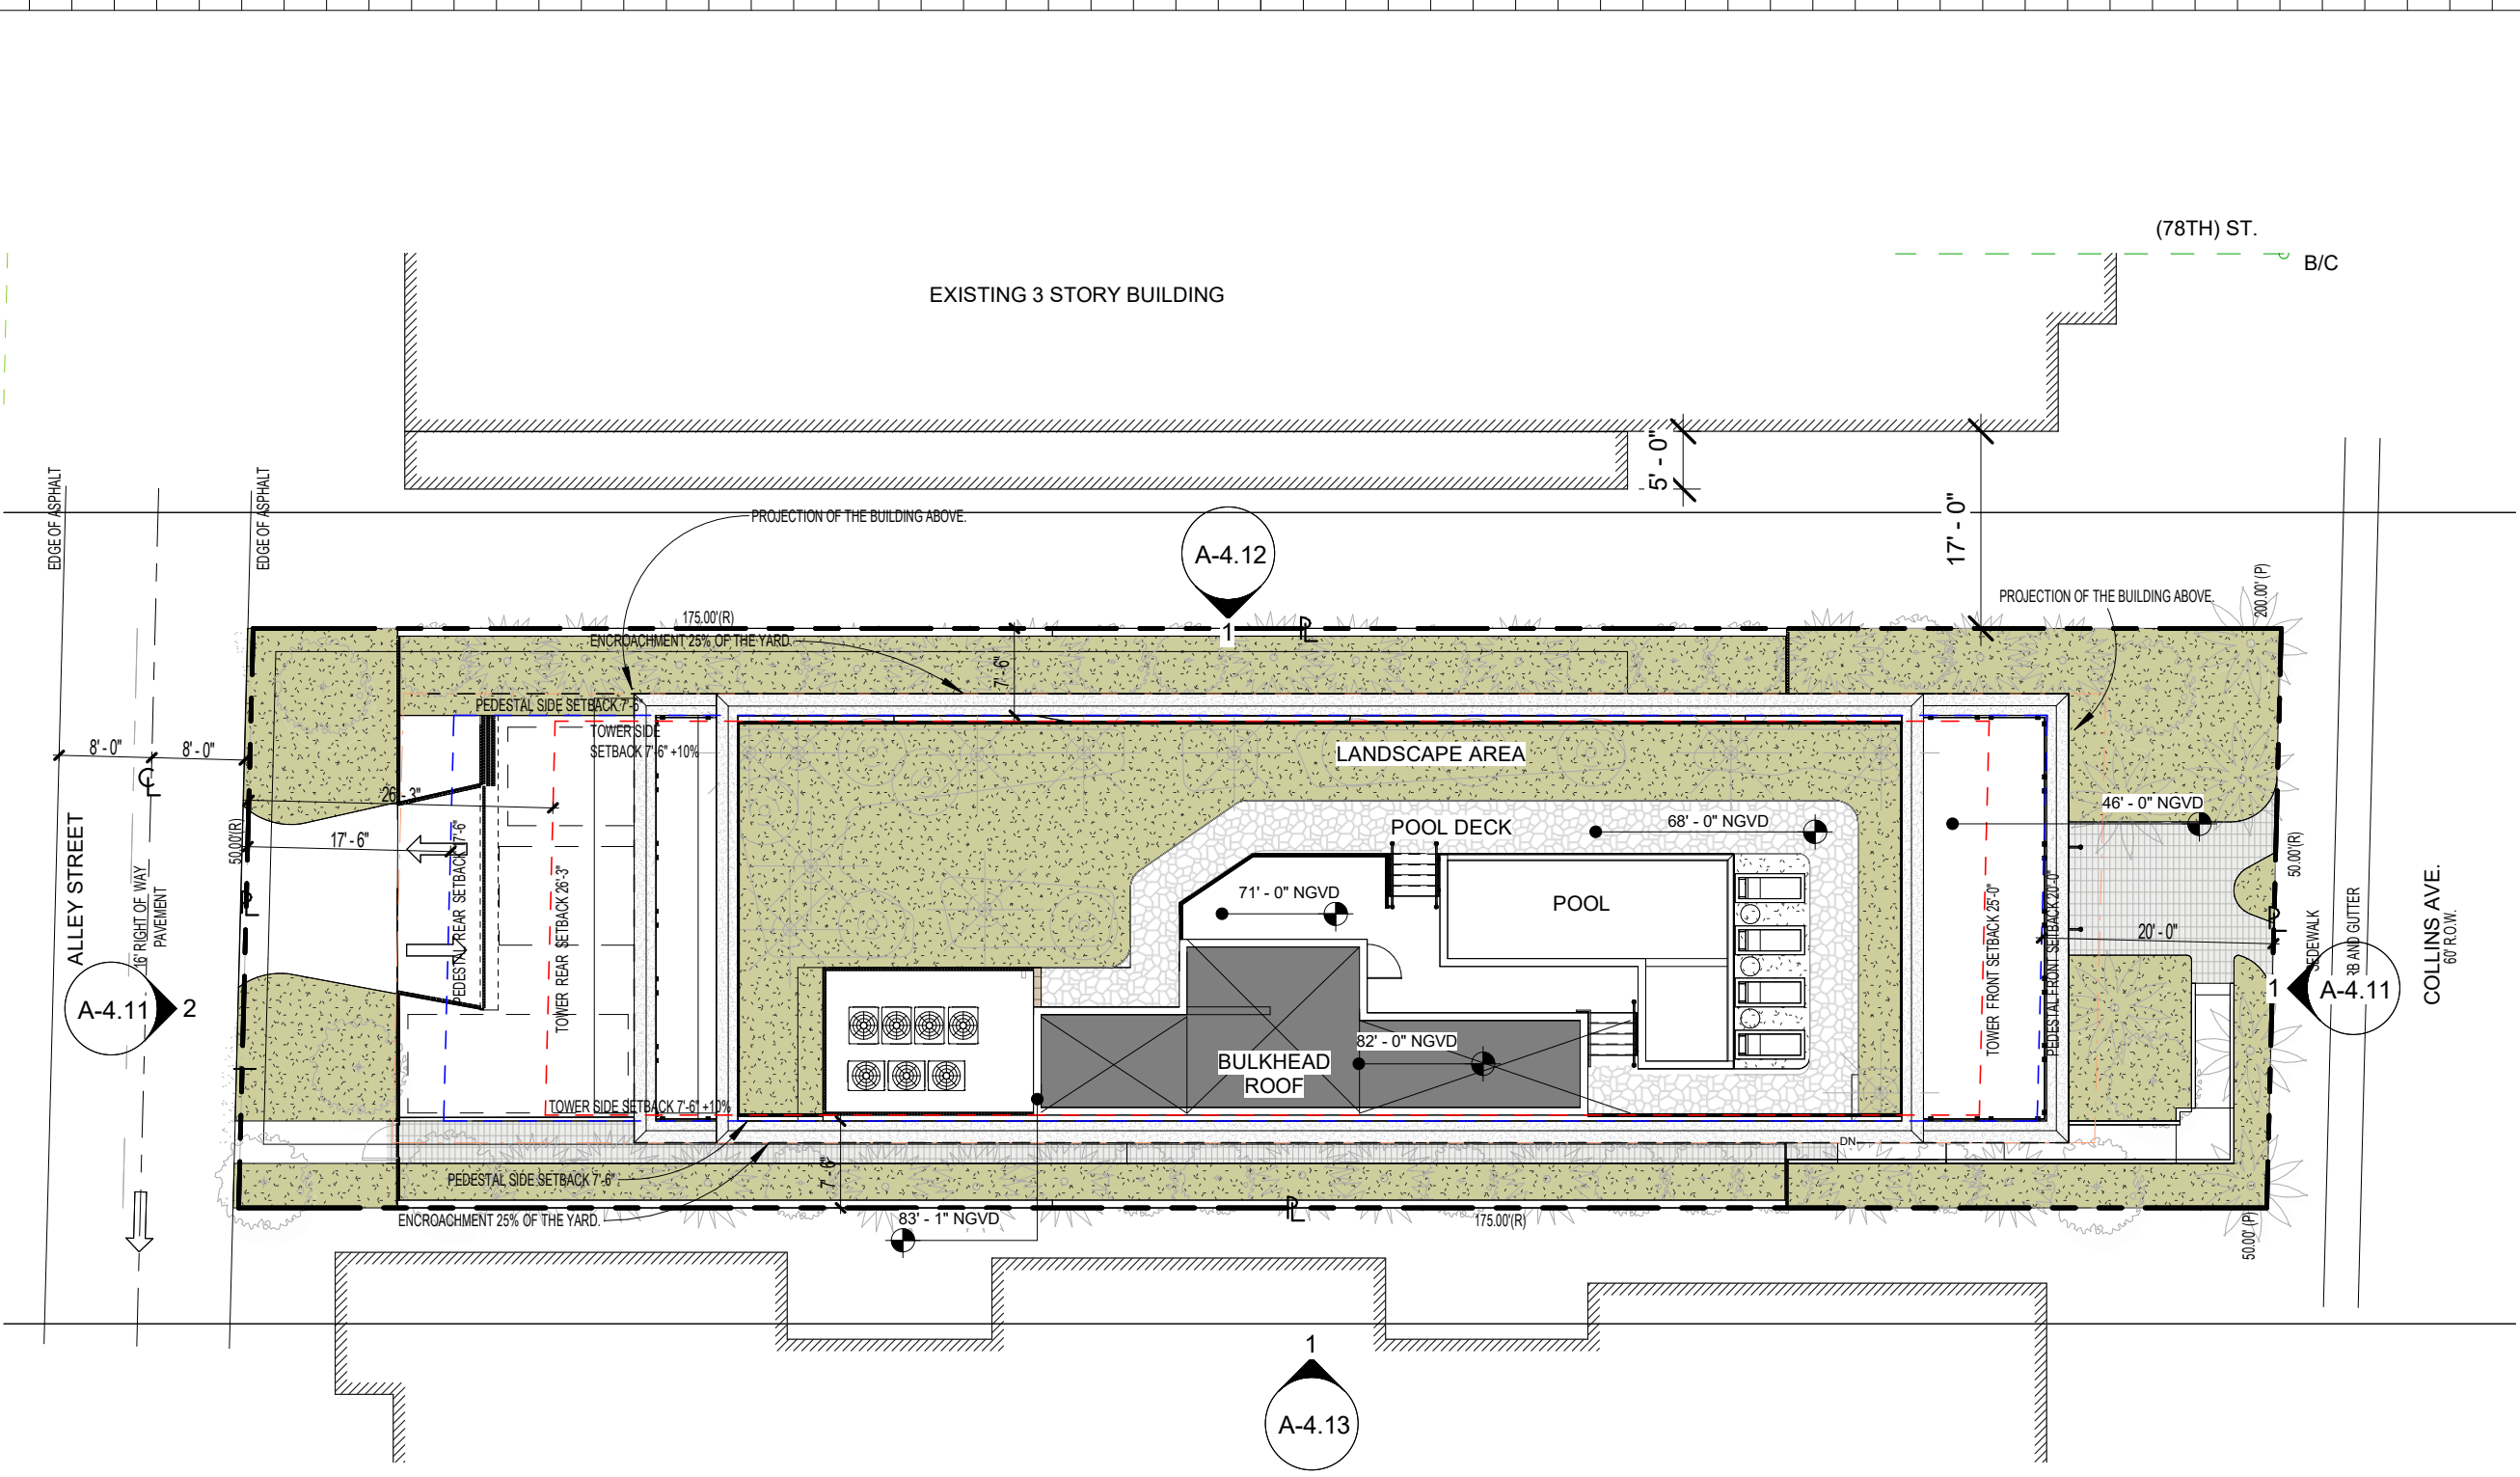 (78TH) ST.
B/C
EXISTING 3 STORY BUILDING
5' - 0"
17' - 0"
EDGE OF ASPHALT
EDGE OF ASPHALT
PROJECTION OF THE BUILDING ABOVE.
A-4.12
1
PROJECTION OF THE BUILDING ABOVE.
200.00' (P)
175.00'(R)
PL
ENCROACHMENT 25% OF THE YARD.
7' - 6"
PEDESTAL SIDE SETBACK 7'-6"
TOWER SIDE
SETBACK 7'-6" +10%
8' - 0"
8' - 0"
CL
LANDSCAPE AREA
26' - 3"
46' - 0" NGVD
POOL DECK
68' - 0" NGVD
17' - 6"
50.00'(R)
50.00'(R)
ALLEY STREET
16' RIGHT OF WAY
PAVEMENT
PL
PEDESTAL REAR SETBACK 17'-6"
TOWER REAR SETBACK 26'-3"
71' - 0" NGVD
POOL
TOWER FRONT SETBACK 25'-0"
PEDESTAL FRONT SETBACK 20'-0"
20' - 0"
PL
SIDEWALK
RB AND GUTTER
COLLINS AVE.
60' R.O.W.
A-4.11
2
1
A-4.11
82' - 0" NGVD
BULKHEAD
ROOF
TOWER SIDE SETBACK 7'-6" +10%
DN
PEDESTAL SIDE SETBACK 7'-6"
7' - 6"
ENCROACHMENT 25% OF THE YARD.
83' - 1" NGVD
PL
175.00'(R)
50.00' (P)
1
A-4.13